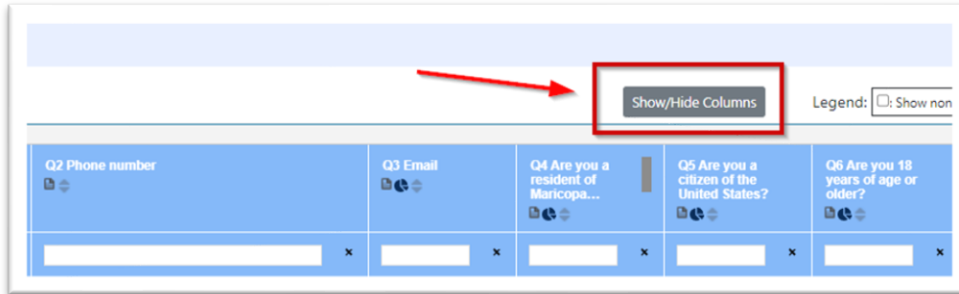 Show/Hide Columns
Legend: : Show non
Q2 Phone number
Q3 Email
Q4 Are you a
resident of
Maricopa...
Q5 Are you a
citizen of the
United States?
Q6 Are you 18
years of age or
older?
x x x x x